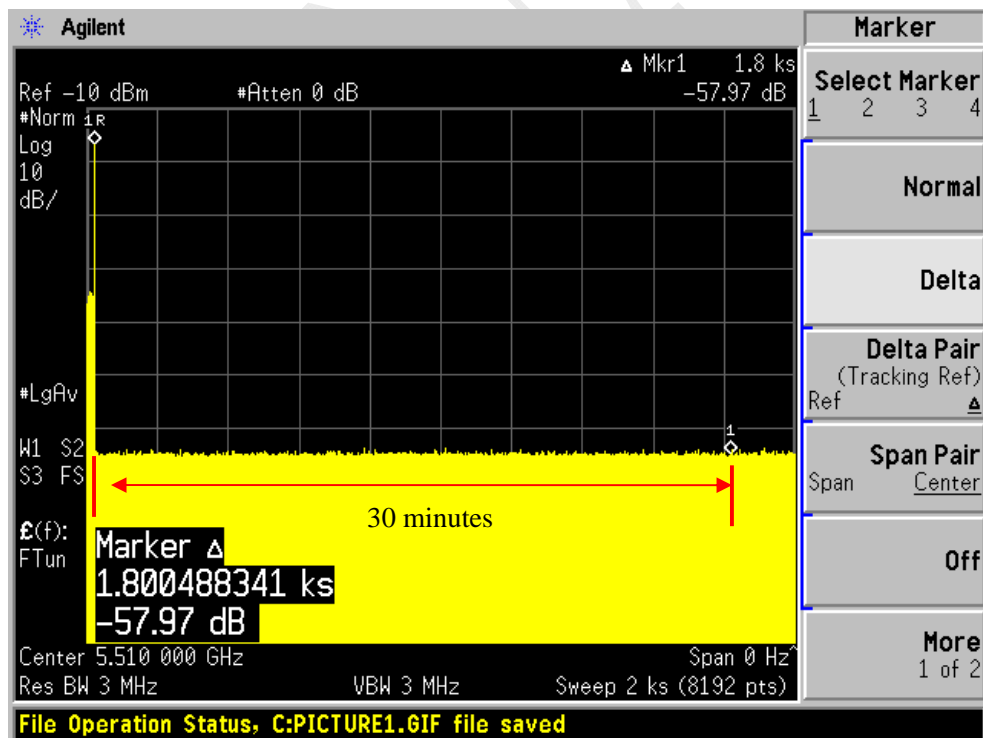 Agilent
Δ Mkr1 1.8 ks
Ref -10 dBm #Atten 0 dB -57.97 dB
#Norm
Log
10
dB/
1R
#LgAv
1
W1 S2
S3 FS
30 minutes
£(f):
FTun
Marker Δ
1.800488341 ks
-57.97 dB
Center 5.510 000 GHz Span 0 Hz^
Res BW 3 MHz VBW 3 MHz Sweep 2 ks (8192 pts)
File Operation Status, C:PICTURE1.GIF file saved
Marker
Select Marker
1 2 3 4
Normal
Delta
Delta Pair
(Tracking Ref)
Ref Δ
Span Pair
Span Center
Off
More
1 of 2